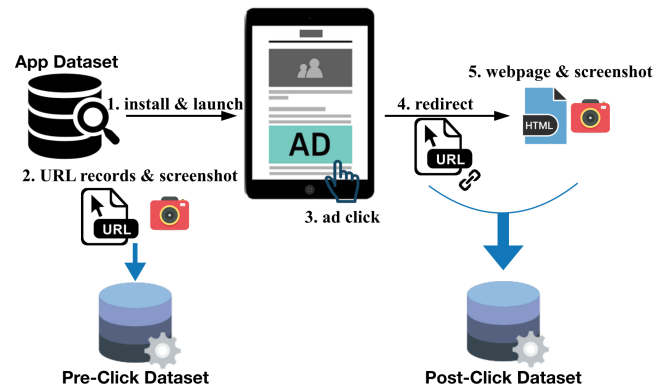 App Dataset
1. install & launch
2. URL records & screenshot
URL
Pre-Click Dataset
AD
3. ad click
4. redirect
URL
5. webpage & screenshot
HTML
Post-Click Dataset